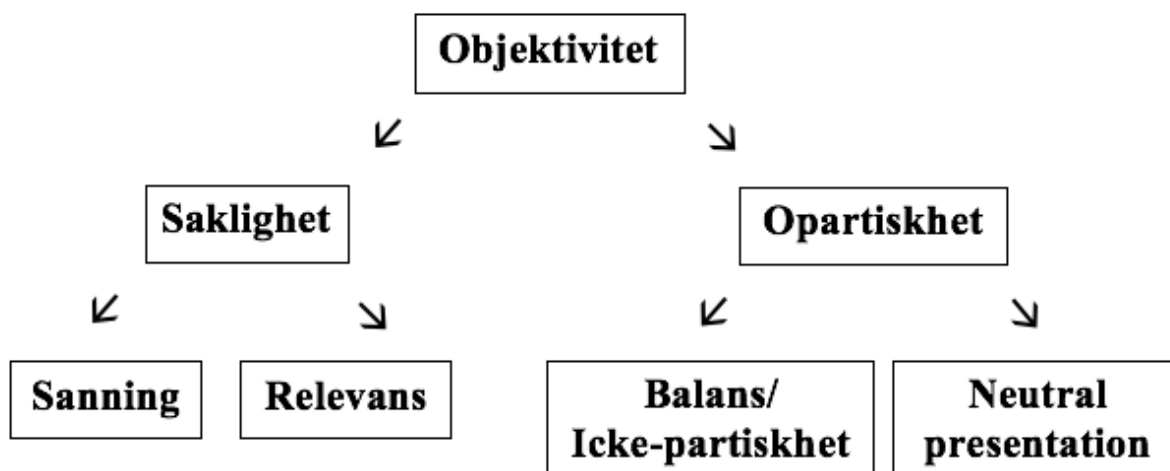 Objektivitet
Saklighet
Opartiskhet
Sanning
Relevans
Balans/
Icke-partiskhet
Neutral
presentation